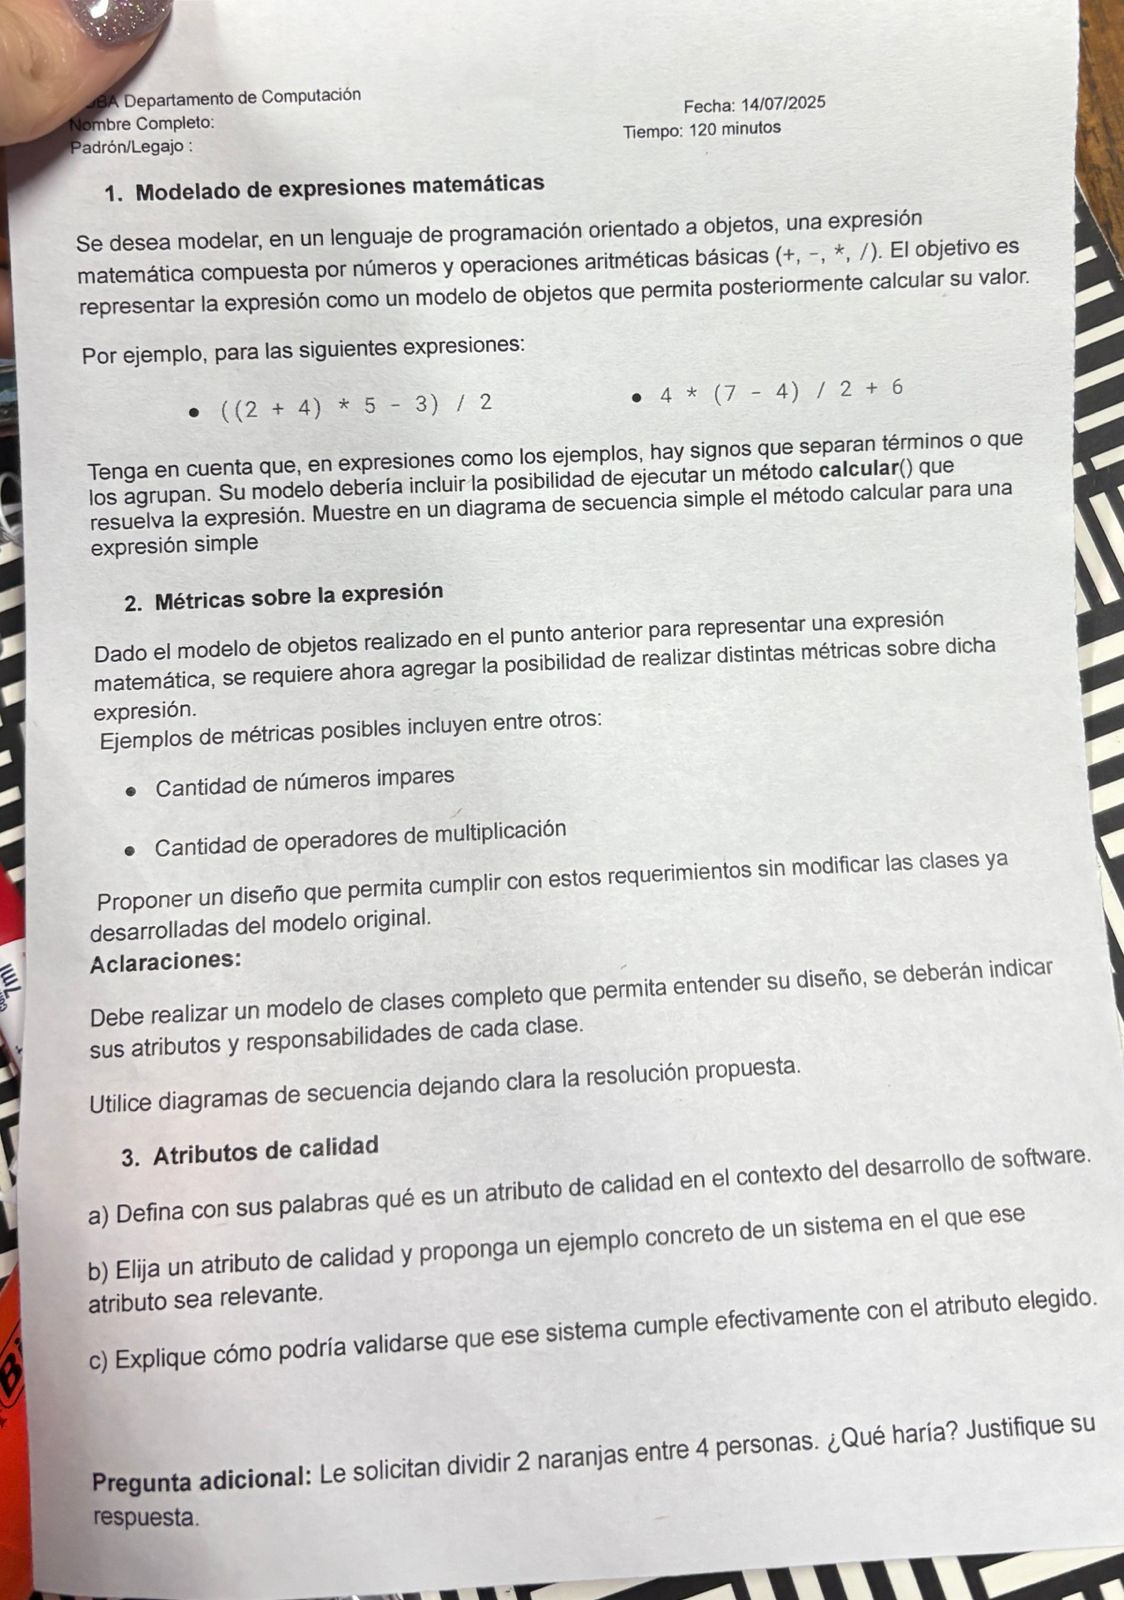 BA Departamento de Computación
Fecha: 14/07/2025
Nombre Completo:
Tiempo: 120 minutos
Padrón/Legajo :
1. Modelado de expresiones matemáticas
Se desea modelar, en un lenguaje de programación orientado a objetos, una expresión
matemática compuesta por números y operaciones aritméticas básicas (+, −, *, /). El objetivo es
representar la expresión como un modelo de objetos que permita posteriormente calcular su valor.
Por ejemplo, para las siguientes expresiones:
• ((2 + 4) * 5 - 3) / 2
• 4 * (7 - 4) / 2 + 6
Tenga en cuenta que, en expresiones como los ejemplos, hay signos que separan términos o que
los agrupan. Su modelo debería incluir la posibilidad de ejecutar un método calcular() que
resuelva la expresión. Muestre en un diagrama de secuencia simple el método calcular para una
expresión simple
2. Métricas sobre la expresión
Dado el modelo de objetos realizado en el punto anterior para representar una expresión
matemática, se requiere ahora agregar la posibilidad de realizar distintas métricas sobre dicha
expresión.
Ejemplos de métricas posibles incluyen entre otros:
• Cantidad de números impares
• Cantidad de operadores de multiplicación
Proponer un diseño que permita cumplir con estos requerimientos sin modificar las clases ya
desarrolladas del modelo original.
Aclaraciones:
Debe realizar un modelo de clases completo que permita entender su diseño, se deberán indicar
sus atributos y responsabilidades de cada clase.
Utilice diagramas de secuencia dejando clara la resolución propuesta.
3. Atributos de calidad
a) Defina con sus palabras qué es un atributo de calidad en el contexto del desarrollo de software.
b) Elija un atributo de calidad y proponga un ejemplo concreto de un sistema en el que ese
atributo sea relevante.
c) Explique cómo podría validarse que ese sistema cumple efectivamente con el atributo elegido.
Pregunta adicional: Le solicitan dividir 2 naranjas entre 4 personas. ¿Qué haría? Justifique su
respuesta.